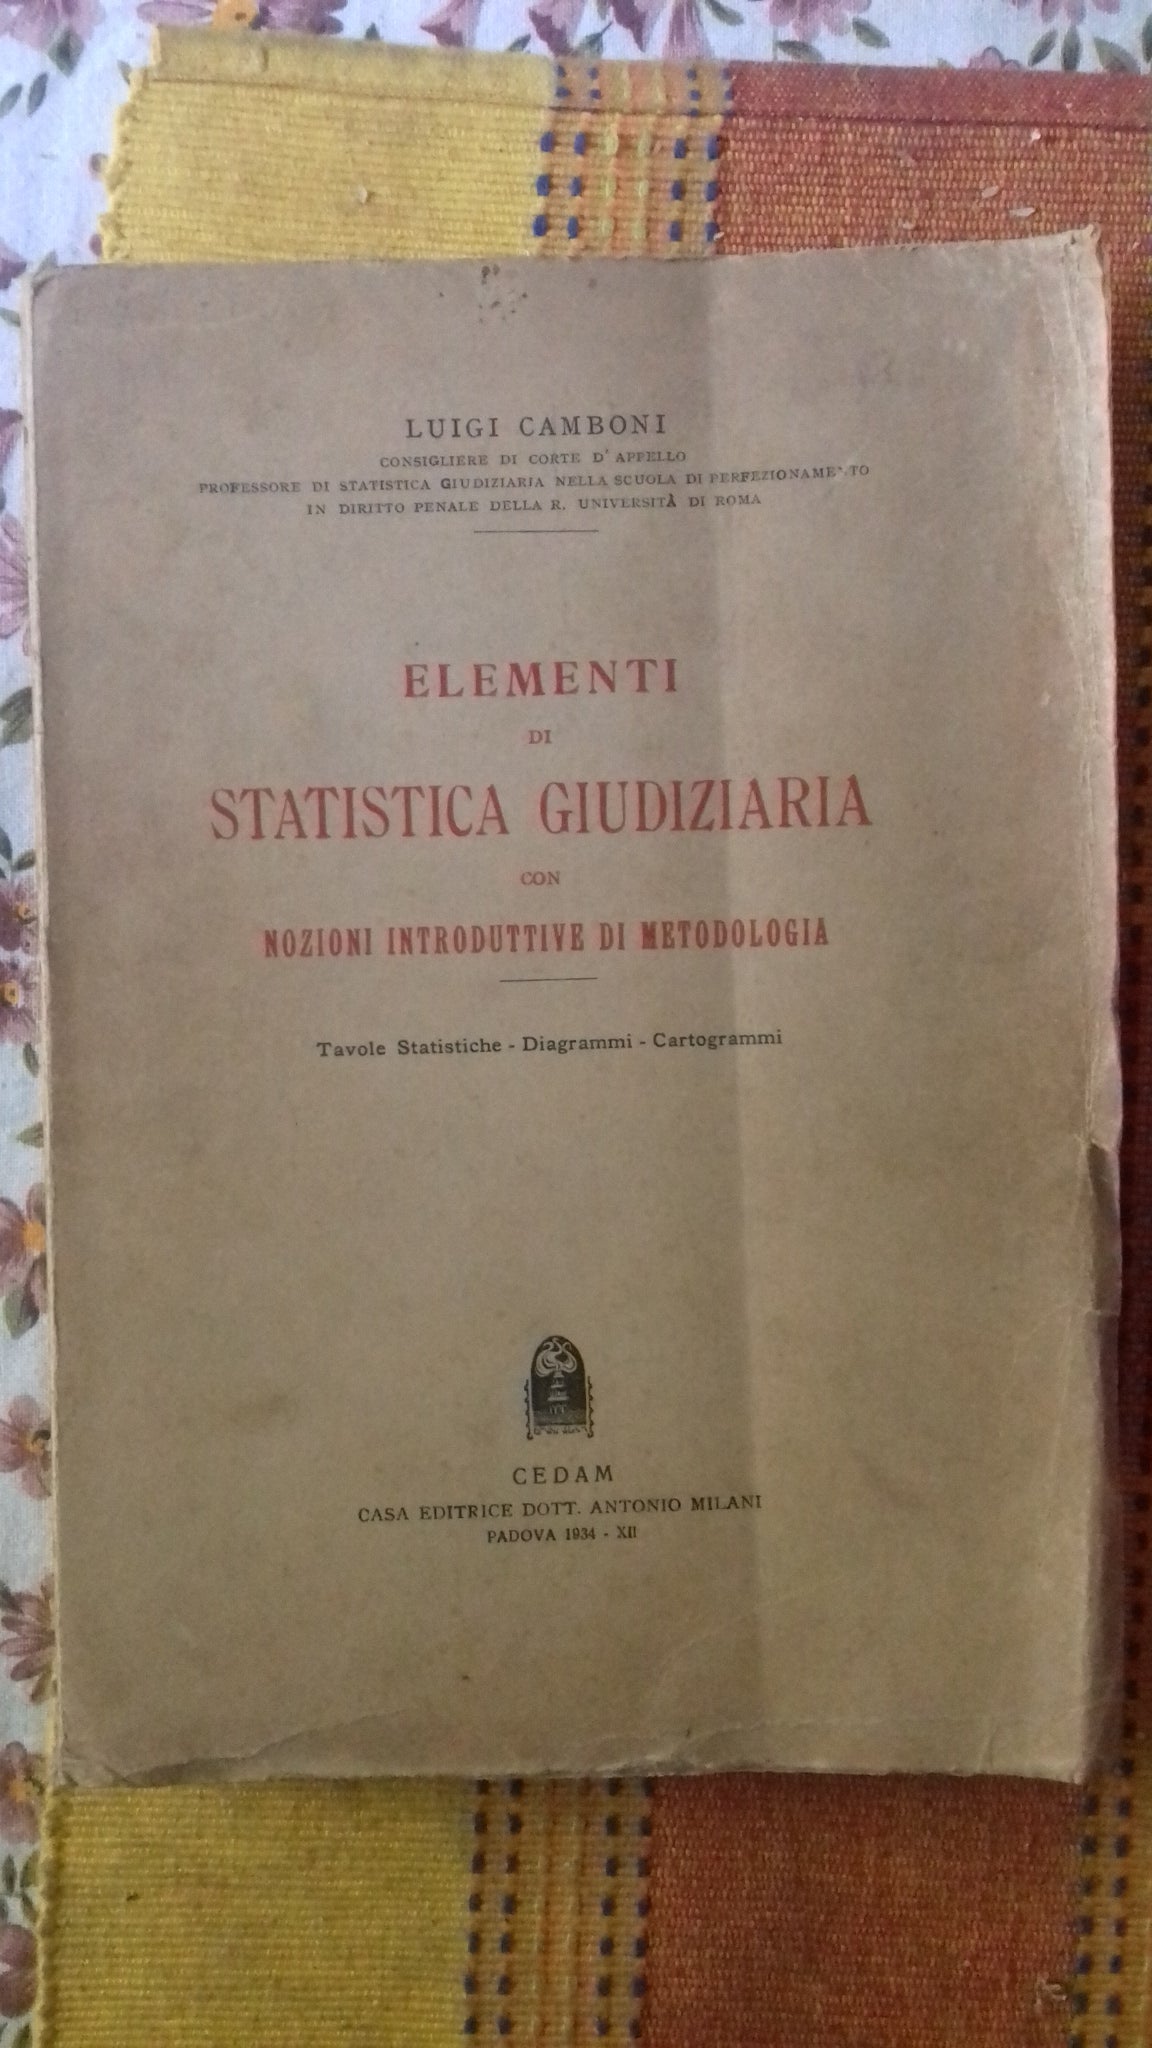 LUIGI CAMBONI
CONSIGLIERE DI CORTE D' APPELLO
PROFESSORE DI STATISTICA GIUDIZIARIA NELLA SCUOLA DI PERFEZIONAMENTO
IN DIRITTO PENALE DELLA R. UNIVERSITÀ DI ROMA
ELEMENTI
DI
STATISTICA GIUDIZIARIA
CON
NOZIONI INTRODUTTIVE DI METODOLOGIA
Tavole Statistiche - Diagrammi - Cartogrammi
CEDAM
CASA EDITRICE DOTT. ANTONIO MILANI
PADOVA 1934 - XII